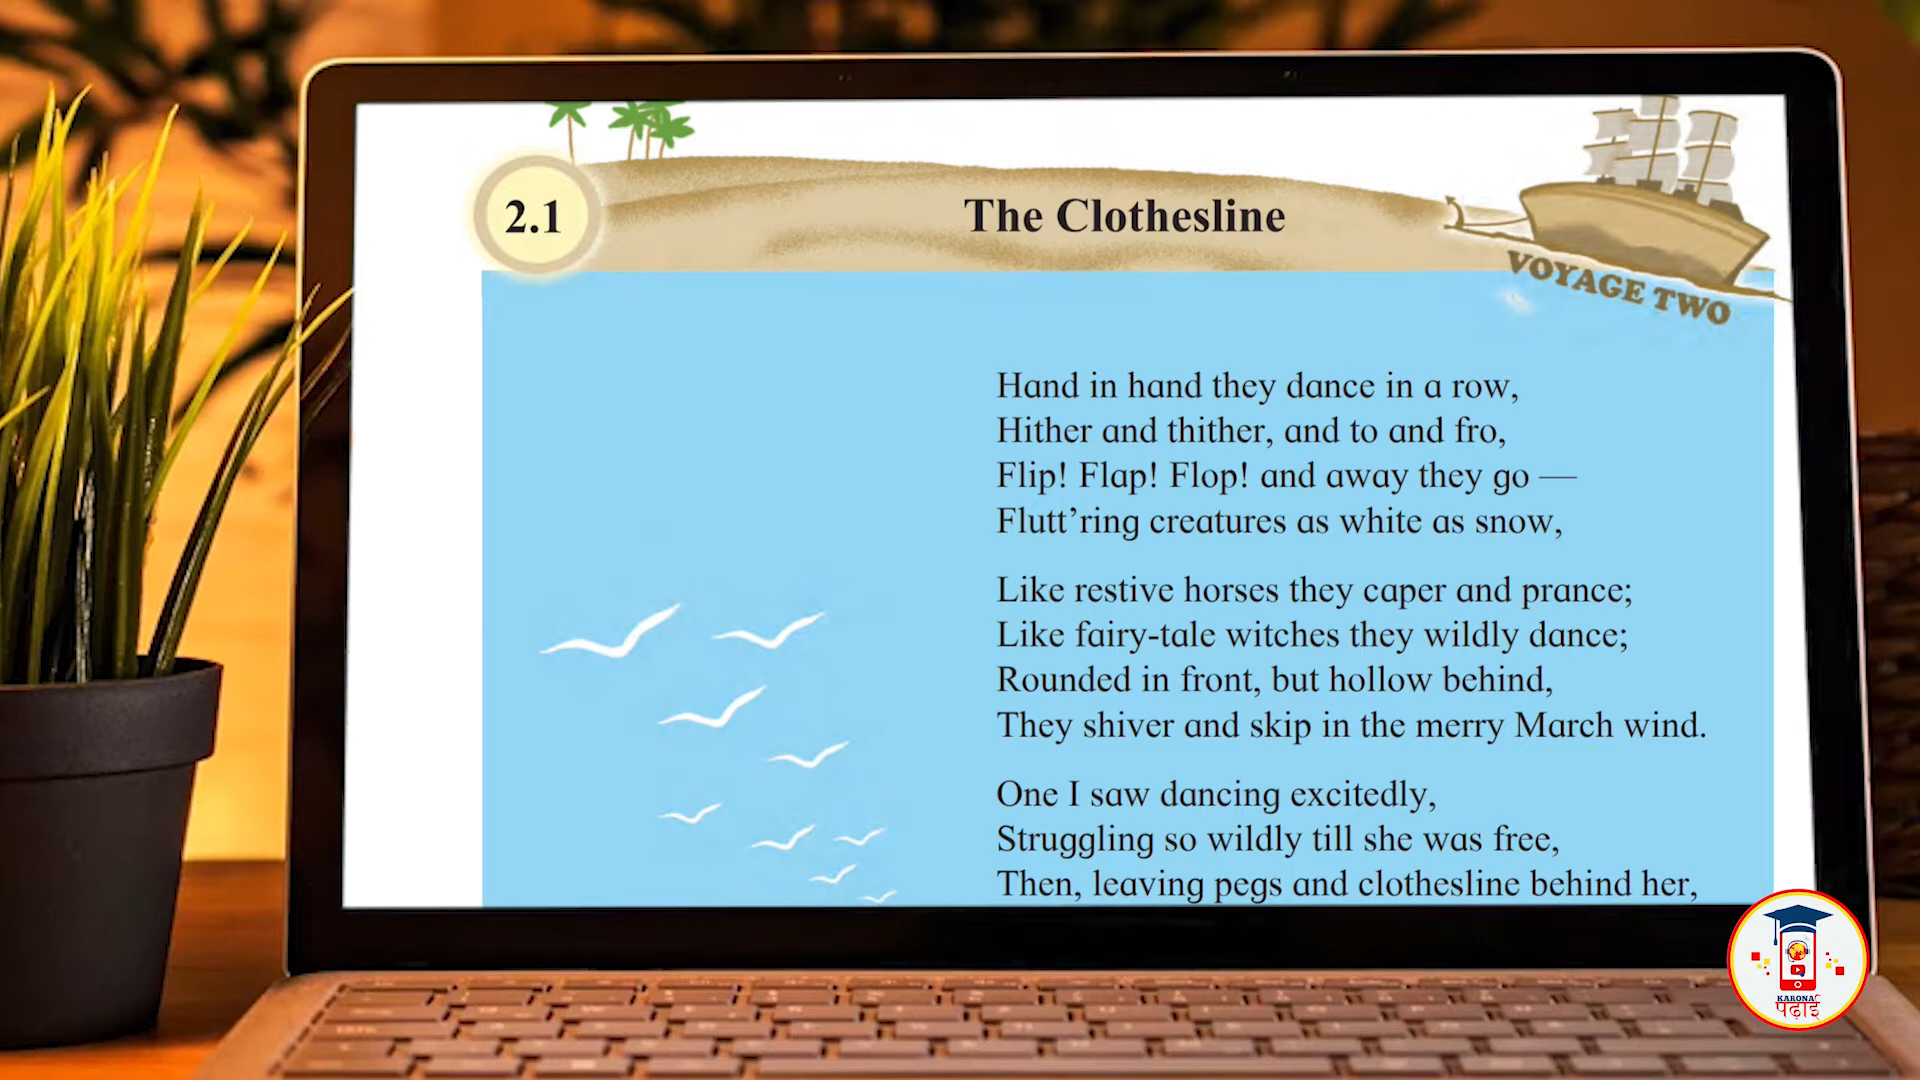 2.1
The Clothesline
VOYAGE TWO
Hand in hand they dance in a row,
Hither and thither, and to and fro,
Flip! Flap! Flop! and away they go —
Flutt’ring creatures as white as snow,
Like restive horses they caper and prance;
Like fairy-tale witches they wildly dance;
Rounded in front, but hollow behind,
They shiver and skip in the merry March wind.
One I saw dancing excitedly,
Struggling so wildly till she was free,
Then, leaving pegs and clothesline behind her,
KARONA
पढ़ाई